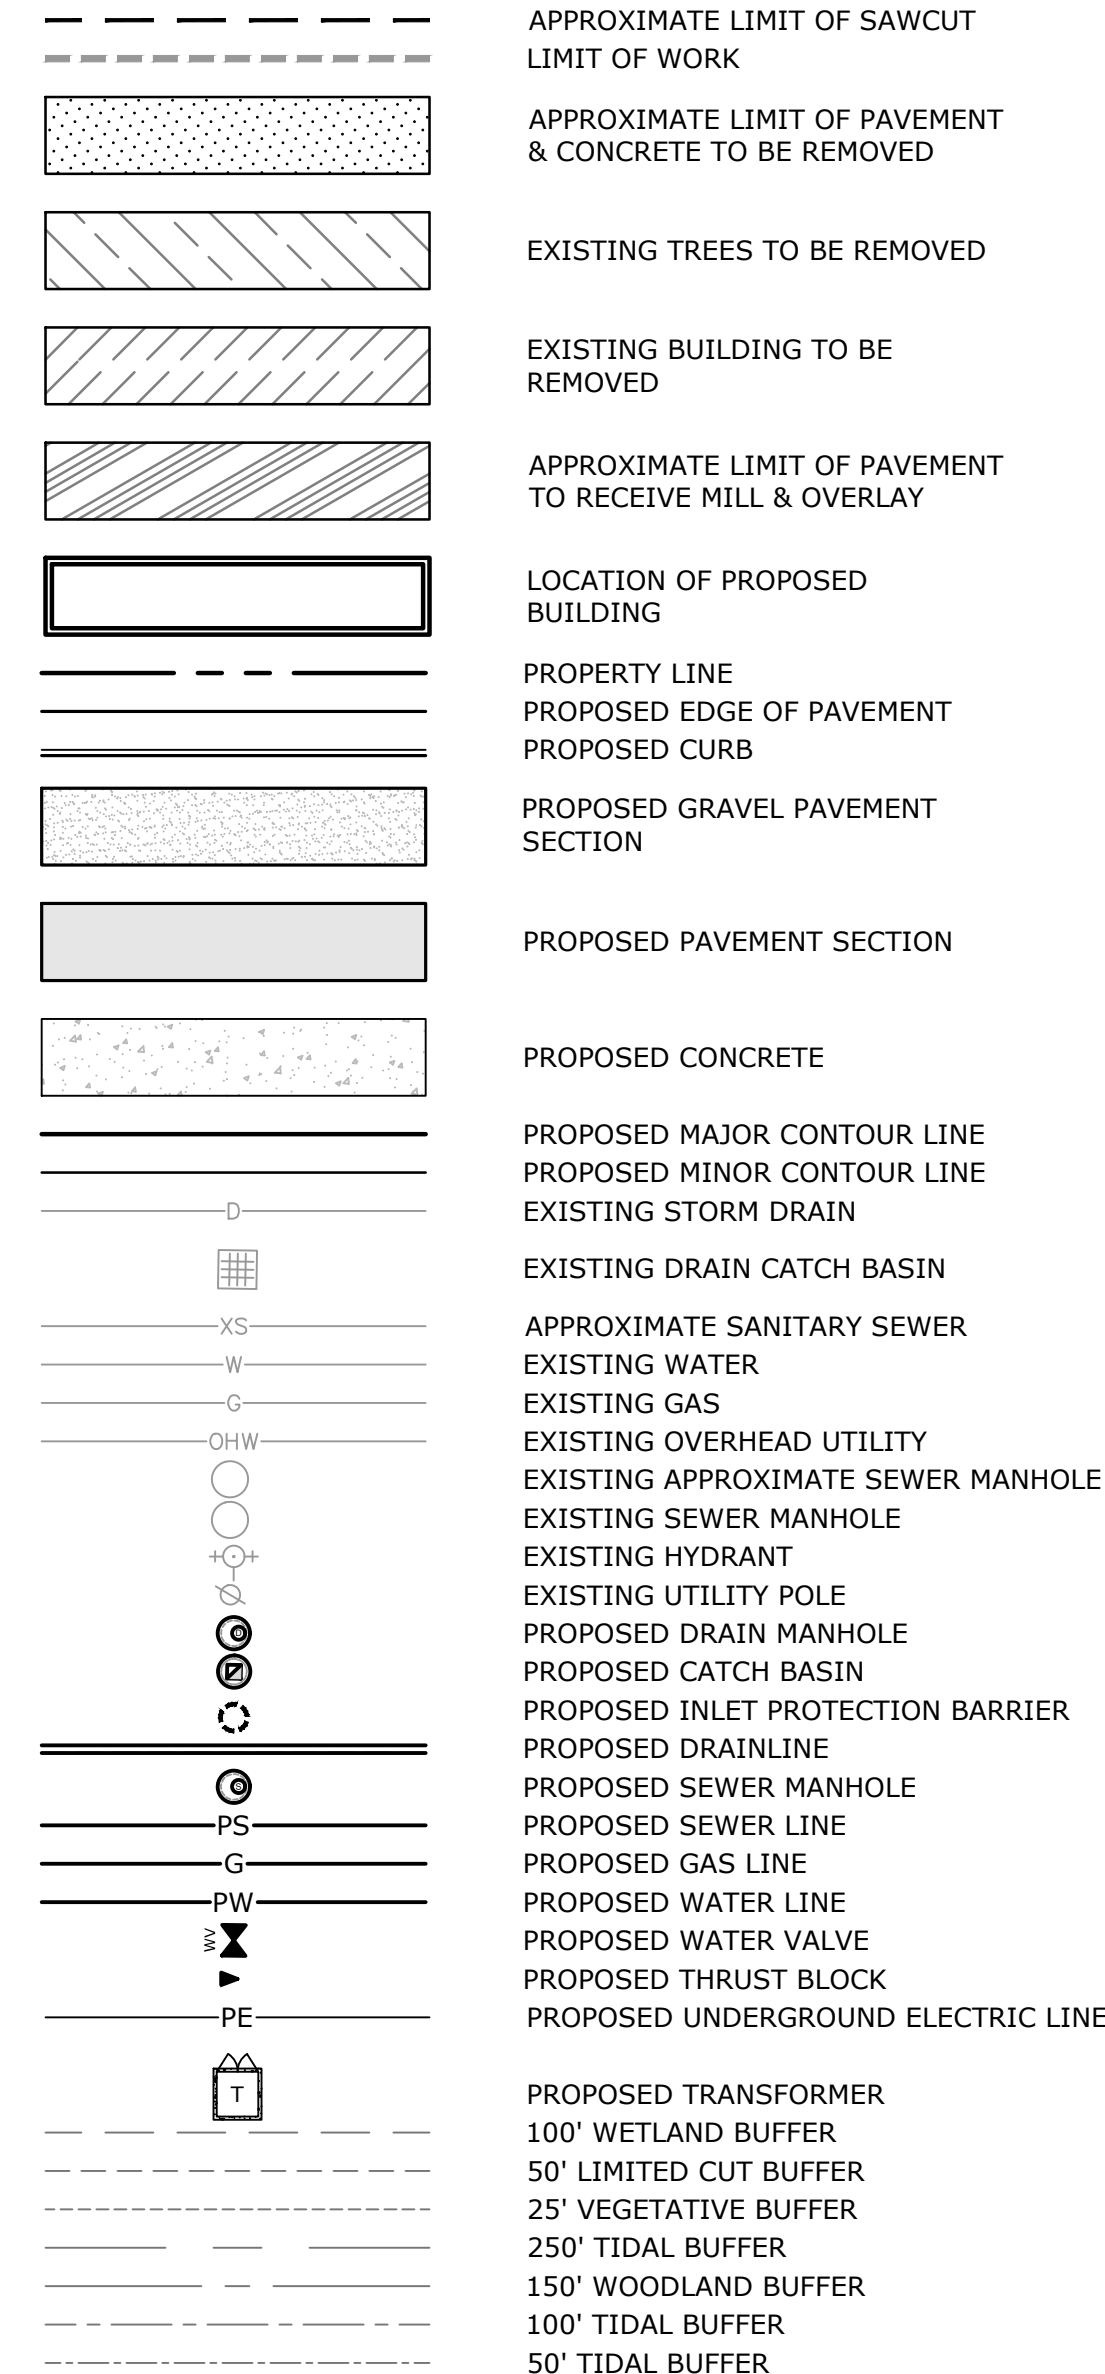 APPROXIMATE LIMIT OF SAWCUT
LIMIT OF WORK
APPROXIMATE LIMIT OF PAVEMENT
& CONCRETE TO BE REMOVED
EXISTING TREES TO BE REMOVED
EXISTING BUILDING TO BE
REMOVED
APPROXIMATE LIMIT OF PAVEMENT
TO RECEIVE MILL & OVERLAY
LOCATION OF PROPOSED
BUILDING
PROPERTY LINE
PROPOSED EDGE OF PAVEMENT
PROPOSED CURB
PROPOSED GRAVEL PAVEMENT
SECTION
PROPOSED PAVEMENT SECTION
PROPOSED CONCRETE
PROPOSED MAJOR CONTOUR LINE
PROPOSED MINOR CONTOUR LINE
D EXISTING STORM DRAIN
EXISTING DRAIN CATCH BASIN
XS APPROXIMATE SANITARY SEWER
W EXISTING WATER
G EXISTING GAS
OHW EXISTING OVERHEAD UTILITY
EXISTING APPROXIMATE SEWER MANHOLE
EXISTING SEWER MANHOLE
EXISTING HYDRANT
EXISTING UTILITY POLE
D PROPOSED DRAIN MANHOLE
PROPOSED CATCH BASIN
PROPOSED INLET PROTECTION BARRIER
PROPOSED DRAINLINE
S PROPOSED SEWER MANHOLE
PS PROPOSED SEWER LINE
G PROPOSED GAS LINE
PW PROPOSED WATER LINE
WV PROPOSED WATER VALVE
PROPOSED THRUST BLOCK
PE PROPOSED UNDERGROUND ELECTRIC LINE
T PROPOSED TRANSFORMER
100' WETLAND BUFFER
50' LIMITED CUT BUFFER
25' VEGETATIVE BUFFER
250' TIDAL BUFFER
150' WOODLAND BUFFER
100' TIDAL BUFFER
50' TIDAL BUFFER